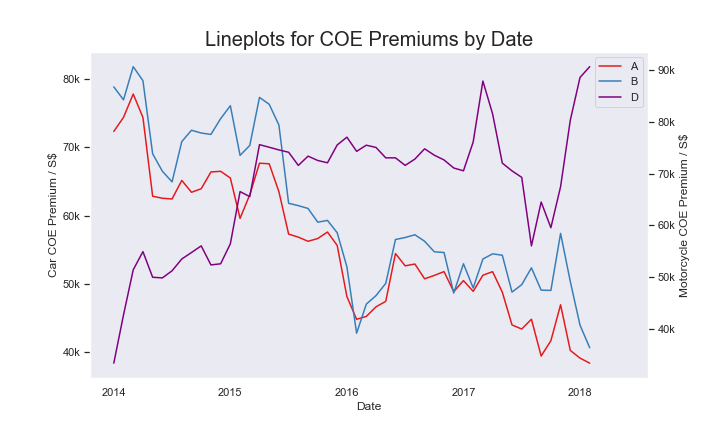 Lineplots for COE Premiums by Date
A
B
D
80k
70k
60k
50k
40k
Car COE Premium / S$
90k
80k
70k
60k
50k
40k
Motorcycle COE Premium / S$
2014 2015 2016 2017 2018
Date